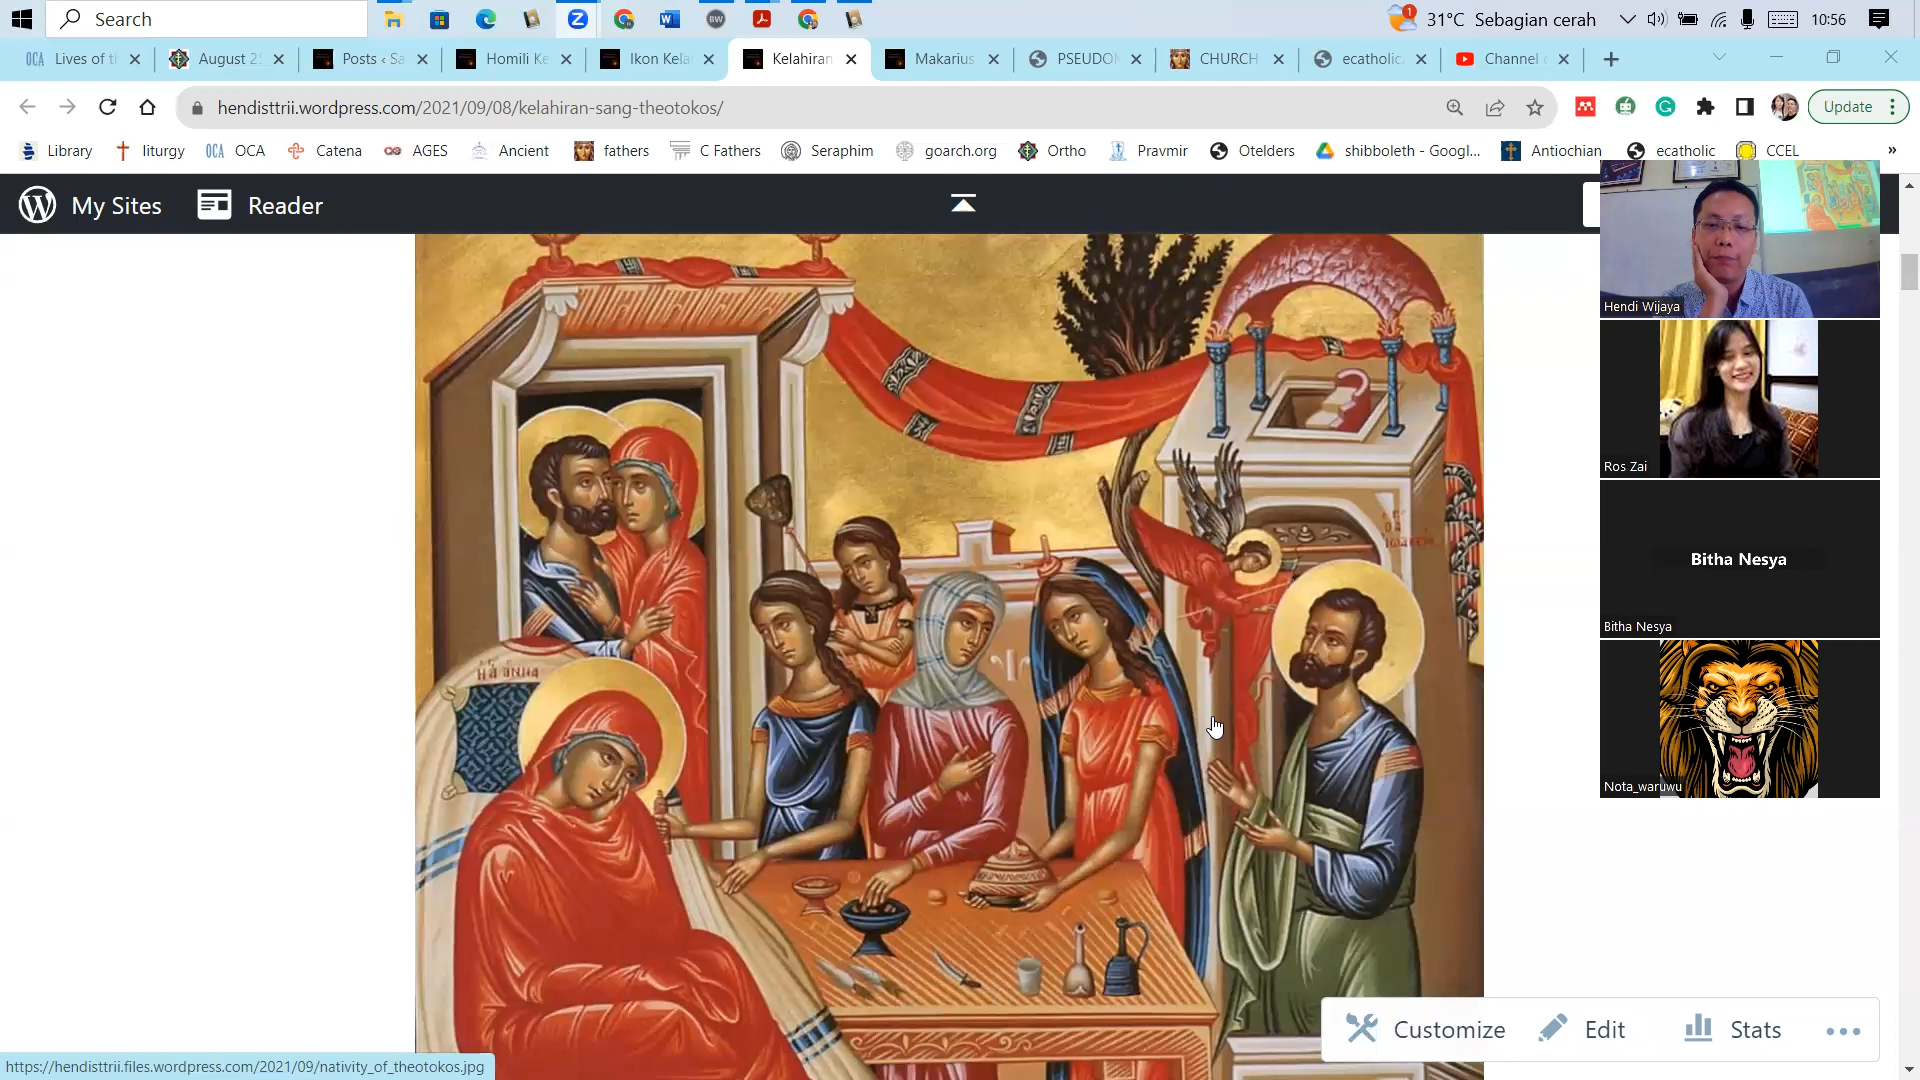 Search
31°C Sebagian cerah
10:56
Lives of t
August 2
Posts ‹ Sa
Homili Ke
Ikon Kela
Kelahiran
Makarius
PSEUDO
CHURCH
ecatholic
Channel
hendisttrii.wordpress.com/2021/09/08/kelahiran-sang-theotokos/
Update
Library
liturgy
OCA
Catena
AGES
Ancient
fathers
C Fathers
Seraphim
goarch.org
Ortho
Pravmir
Otelders
shibboleth - Googl...
Antiochian
ecatholic
CCEL
My Sites
Reader
Hendi Wijaya
Ros Zai
Bitha Nesya
Bitha Nesya
Nota_waruwu
Customize
Edit
Stats
https://hendisttrii.files.wordpress.com/2021/09/nativity_of_theotokos.jpg